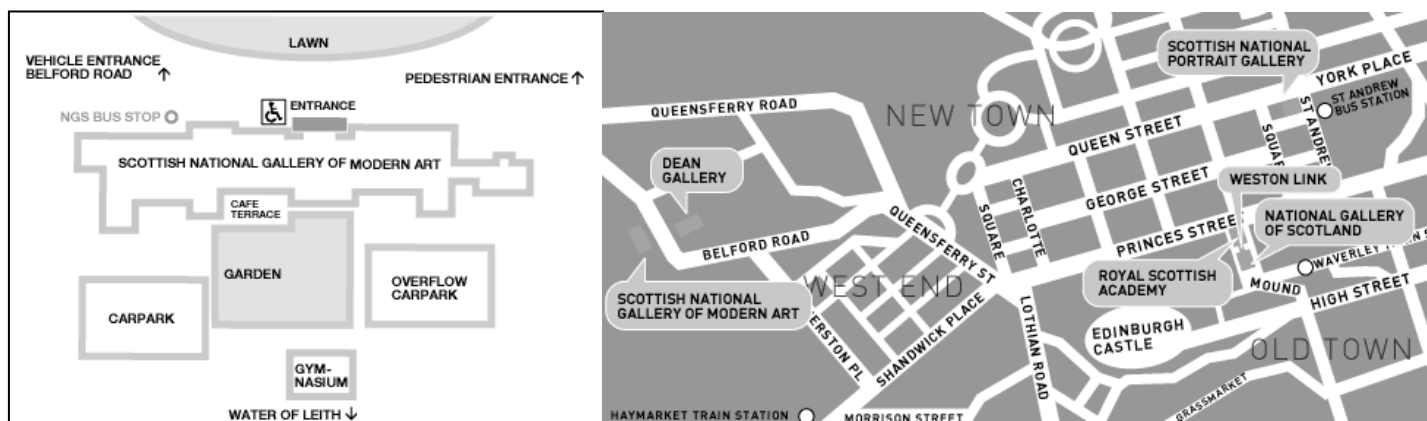 LAWN
VEHICLE ENTRANCE
BELFORD ROAD
PEDESTRIAN ENTRANCE
ENTRANCE
NGS BUS STOP
SCOTTISH NATIONAL GALLERY OF MODERN ART
CAFE
TERRACE
GARDEN
OVERFLOW
CARPARK
CARPARK
GYM-
NASIUM
WATER OF LEITH
SCOTTISH NATIONAL
PORTRAIT GALLERY
YORK PLACE
ST ANDREW
BUS STATION
QUEENSFERRY ROAD
NEW TOWN
QUEEN STREET
ST ANDREW
SQUARE
DEAN
GALLERY
WESTON LINK
GEORGE STREET
CHARLOTTE
SQUARE
NATIONAL GALLERY
OF SCOTLAND
PRINCES STREET
QUEENSFERRY ST
BELFORD ROAD
WAVERLEY
ROYAL SCOTTISH
ACADEMY
MOUND
HIGH STREET
WEST END
SCOTTISH NATIONAL
GALLERY OF MODERN ART
ERSTON PL
SHANDWICK PLACE
LOTHIAN ROAD
EDINBURGH
CASTLE
OLD TOWN
GRASSMARKET
HAYMARKET TRAIN STATION
MORRISON STREET